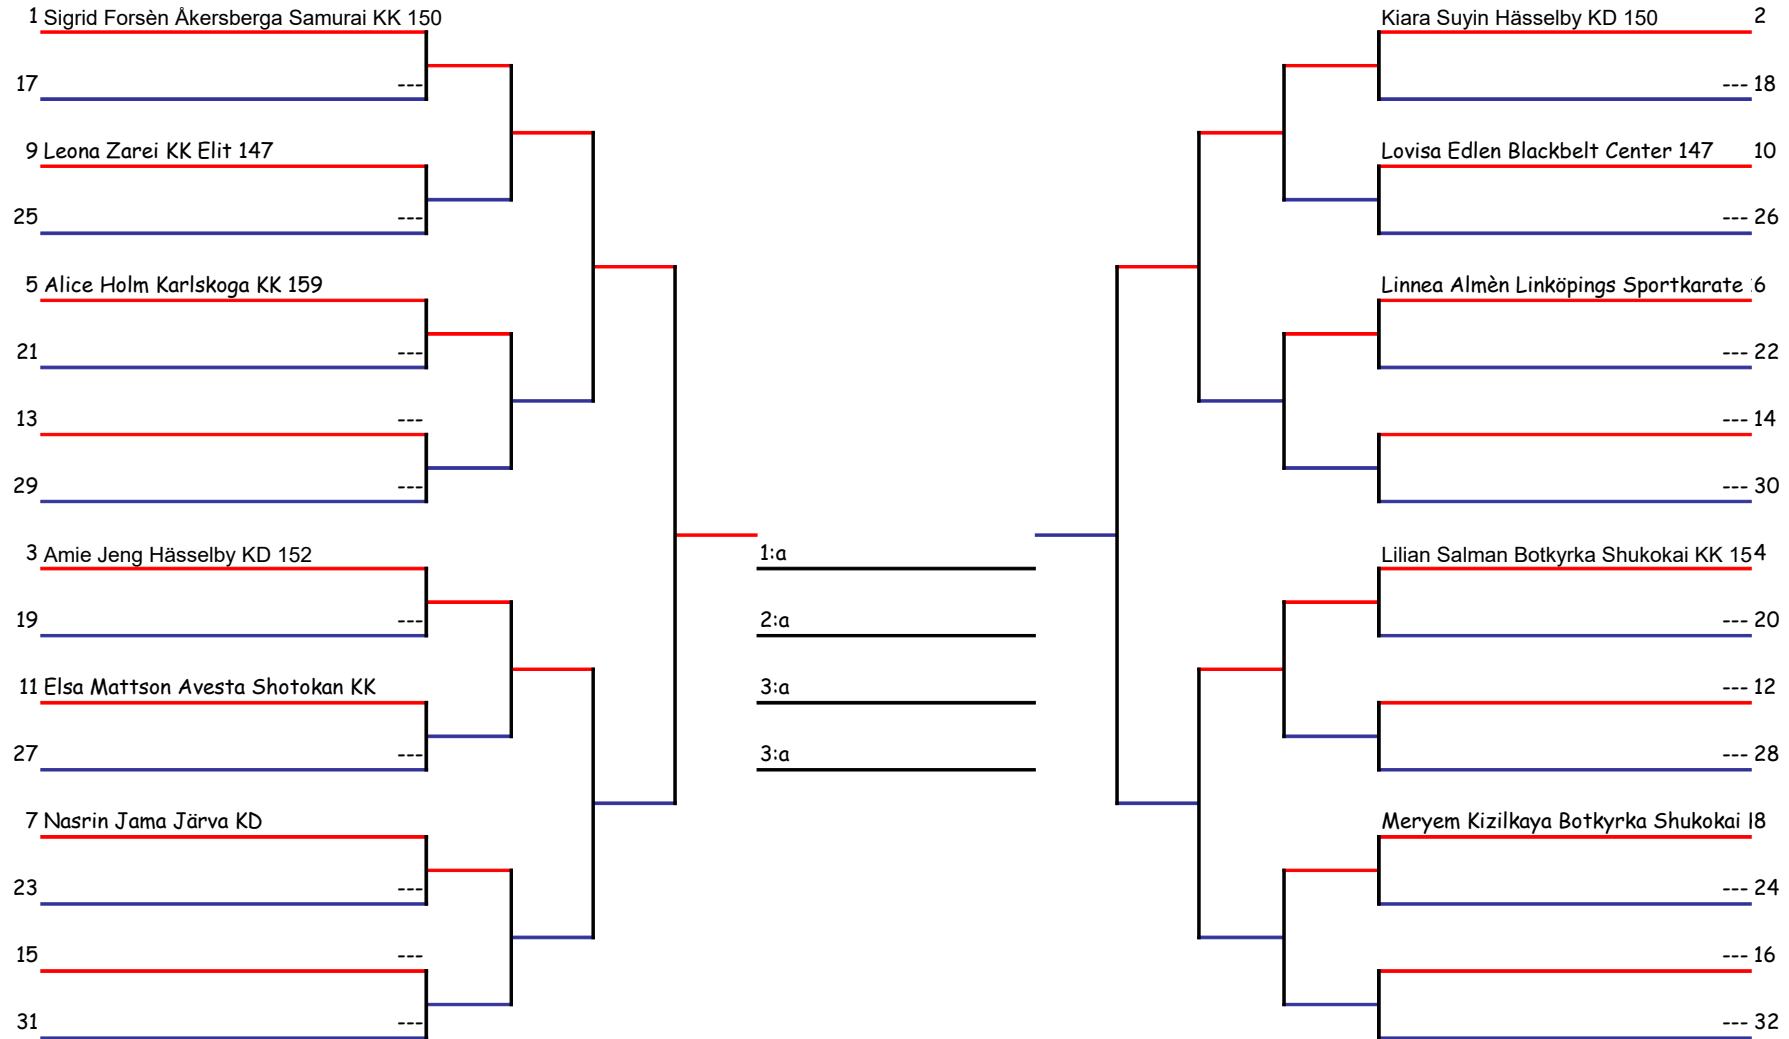 1 Sigrid Forsèn Åkersberga Samurai KK 150
17 ---
9 Leona Zarei KK Elit 147
25 ---
5 Alice Holm Karlskoga KK 159
21 ---
13 ---
29 ---
3 Amie Jeng Hässelby KD 152
19 ---
11 Elsa Mattson Avesta Shotokan KK
27 ---
7 Nasrin Jama Järva KD
23 ---
15 ---
31 ---
1:a
2:a
3:a
3:a
Kiara Suyin Hässelby KD 150 2
--- 18
Lovisa Edlen Blackbelt Center 147 10
--- 26
Linnea Almèn Linköpings Sportkarate 6
--- 22
--- 14
--- 30
Lilian Salman Botkyrka Shukokai KK 15 4
--- 20
--- 12
--- 28
Meryem Kizilkaya Botkyrka Shukokai 8
--- 24
--- 16
--- 32